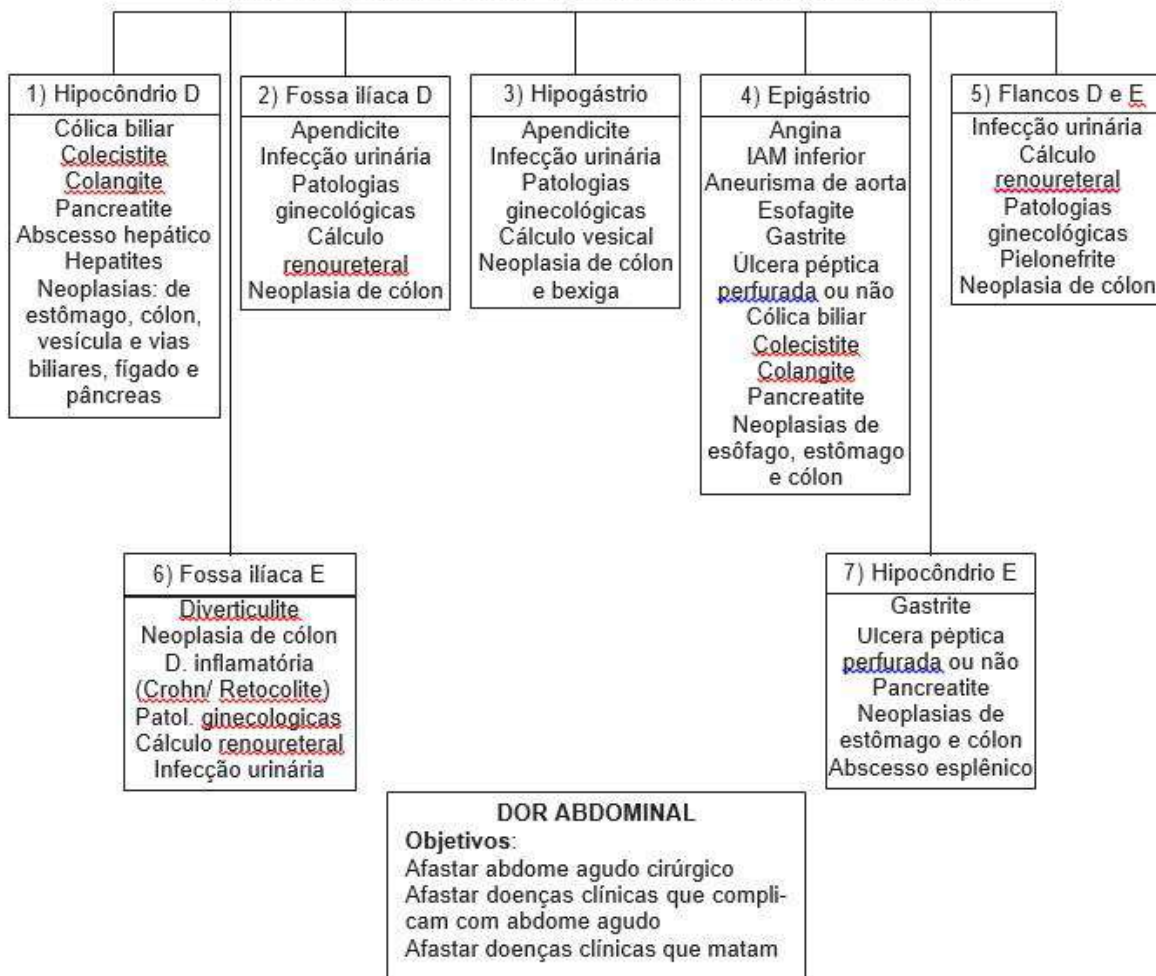 1) Hipocôndrio D
Cólica biliar
Colecistite
Colangite
Pancreatite
Abscesso hepático
Hepatites
Neoplasias: de
estômago, cólon,
vesícula e vias
biliares, fígado e
pâncreas
2) Fossa ilíaca D
Apendicite
Infecção urinária
Patologias
ginecológicas
Cálculo
renoureteral
Neoplasia de cólon
3) Hipogástrio
Apendicite
Infecção urinária
Patologias
ginecológicas
Cálculo vesical
Neoplasia de cólon
e bexiga
4) Epigástrio
Angina
IAM inferior
Aneurisma de aorta
Esofagite
Gastrite
Úlcera péptica
perfurada ou não
Cólica biliar
Colecistite
Colangite
Pancreatite
Neoplasias de
esôfago, estômago
e cólon
5) Flancos D e E
Infecção urinária
Cálculo
renoureteral
Patologias
ginecológicas
Pielonefrite
Neoplasia de cólon
6) Fossa ilíaca E
Diverticulite
Neoplasia de cólon
D. inflamatória
(Crohn/ Retocolite)
Patol. ginecologicas
Cálculo renoureteral
Infecção urinária
7) Hipocôndrio E
Gastrite
Ulcera péptica
perfurada ou não
Pancreatite
Neoplasias de
estômago e cólon
Abscesso esplênico
DOR ABDOMINAL
Objetivos:
Afastar abdome agudo cirúrgico
Afastar doenças clínicas que compli-
cam com abdome agudo
Afastar doenças clínicas que matam